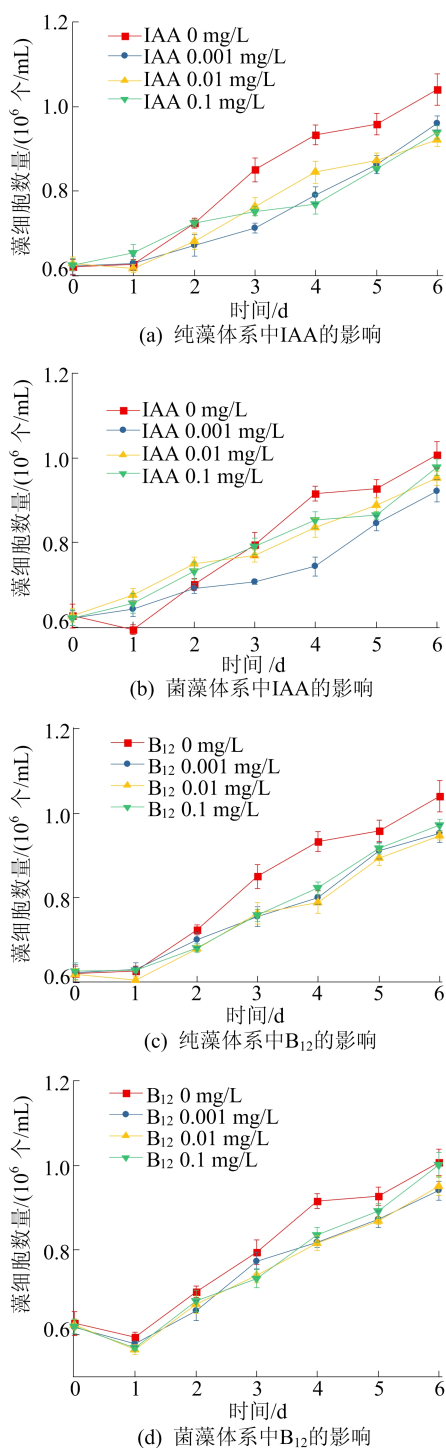 1.2
IAA 0 mg/L
IAA 0.001 mg/L
IAA 0.01 mg/L
IAA 0.1 mg/L
1.0
0.8
0.6
藻细胞数量/(10⁶ 个/mL)
0 1 2 3 4 5 6
时间/d
(a) 纯藻体系中IAA的影响
1.2
IAA 0 mg/L
IAA 0.001 mg/L
IAA 0.01 mg/L
IAA 0.1 mg/L
1.0
0.8
0.6
藻细胞数量/(10⁶ 个/mL)
0 1 2 3 4 5 6
时间/d
(b) 菌藻体系中IAA的影响
1.2
B₁₂ 0 mg/L
B₁₂ 0.001 mg/L
B₁₂ 0.01 mg/L
B₁₂ 0.1 mg/L
1.0
0.8
0.6
藻细胞数量/(10⁶ 个/mL)
0 1 2 3 4 5 6
时间/d
(c) 纯藻体系中B₁₂的影响
1.2
B₁₂ 0 mg/L
B₁₂ 0.001 mg/L
B₁₂ 0.01 mg/L
B₁₂ 0.1 mg/L
1.0
0.8
0.6
藻细胞数量/(10⁶ 个/mL)
0 1 2 3 4 5 6
时间/d
(d) 菌藻体系中B₁₂的影响